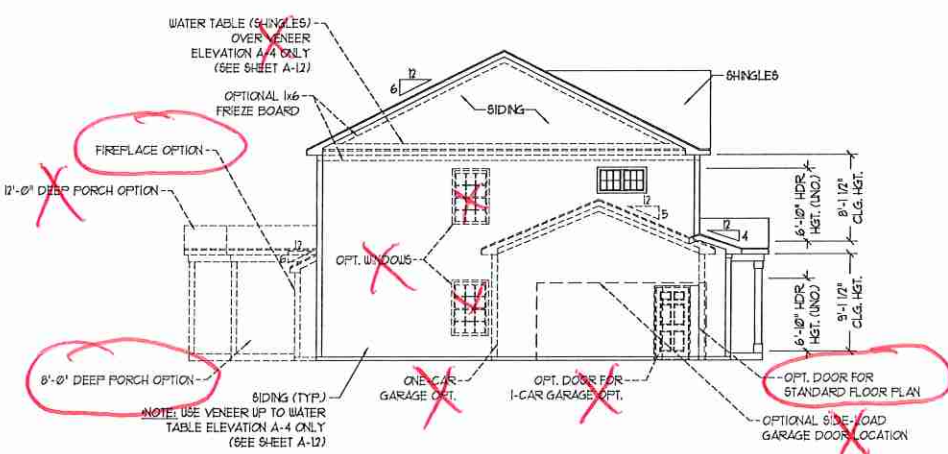 WATER TABLE (SHINGLES)
OVER VENEER
ELEVATION A-4 ONLY
(SEE SHEET A-1.2)
12
6
OPTIONAL 1x6
FRIEZE BOARD
SIDING
SHINGLES
FIREPLACE OPTION
12'-0" DEEP PORCH OPTION
12
6
OPT. WINDOWS
12
5
12
4
6'-10" HDR.
HGT. (UNO.)
8'-1 1/2"
CLG. HGT.
6'-10" HDR.
HGT. (UNO.)
9'-1 1/2"
CLG. HGT.
8'-0" DEEP PORCH OPTION
SIDING (TYP.)
NOTE: USE VENEER UP TO WATER
TABLE ELEVATION A-4 ONLY
(SEE SHEET A-1.2)
ONE-CAR
GARAGE OPT.
OPT. DOOR FOR
1-CAR GARAGE OPT.
OPT. DOOR FOR
STANDARD FLOOR PLAN
OPTIONAL SIDE-LOAD
GARAGE DOOR LOCATION